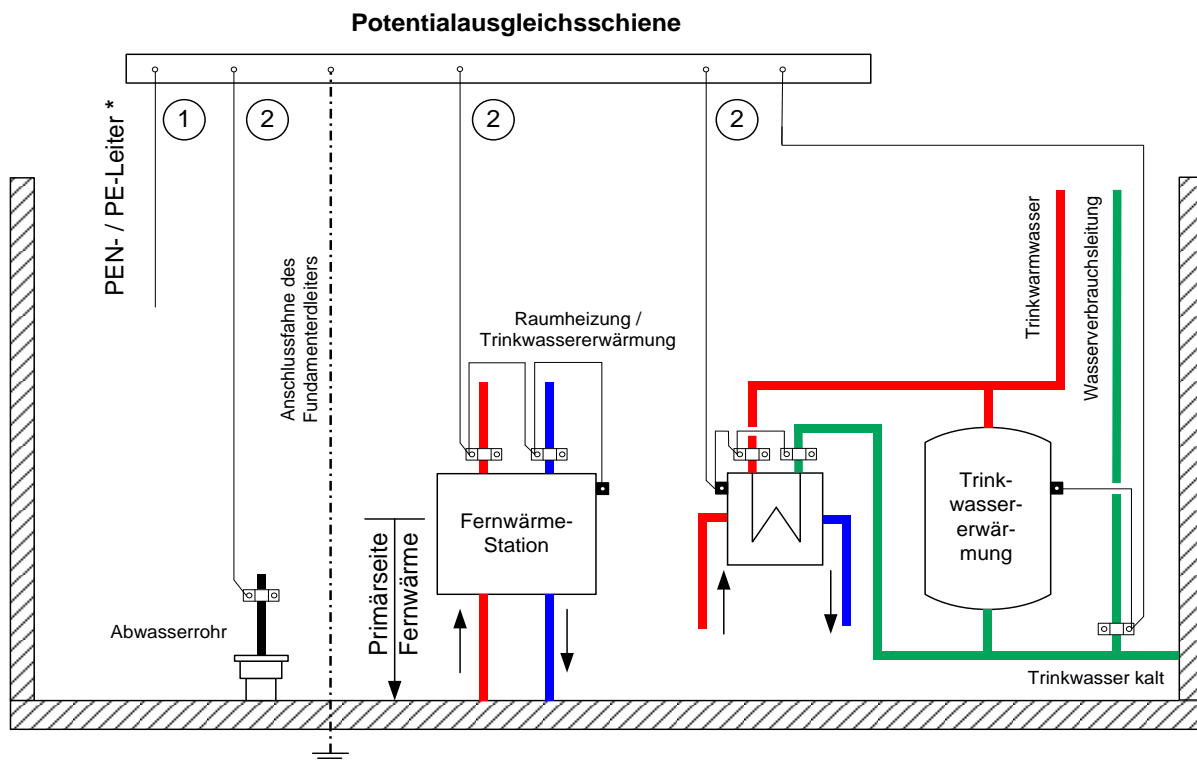 Potentialausgleichsschiene
1
2
2
2
PEN- / PE-Leiter *
Anschlussfahne des
Fundamenterdleiters
Raumheizung /
Trinkwassererwärmung
Trinkwarmwasser
Wasserverbrauchsleitung
Fernwärme-
Station
Trink-
wasser-
erwär-
mung
Primärseite
Fernwärme
Abwasserrohr
Trinkwasser kalt